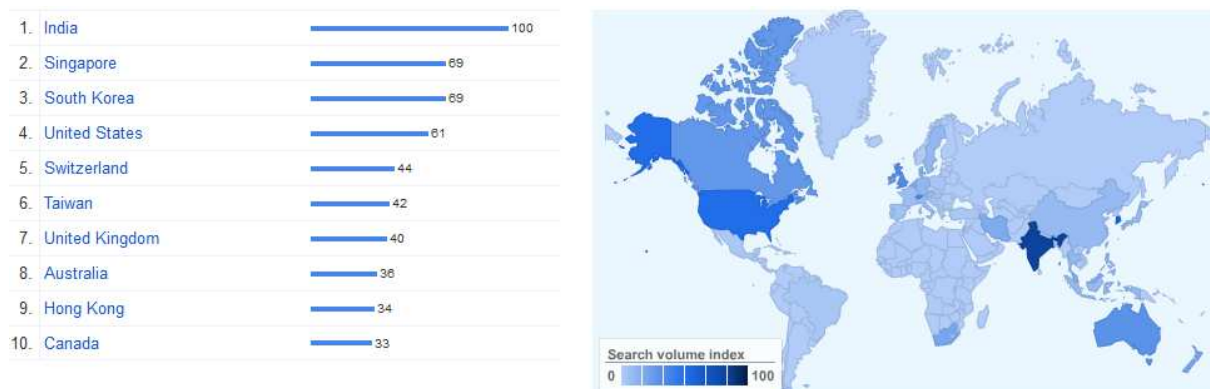 1. India 100
2. Singapore 69
3. South Korea 69
4. United States 61
5. Switzerland 44
6. Taiwan 42
7. United Kingdom 40
8. Australia 36
9. Hong Kong 34
10. Canada 33
Search volume index
0 100